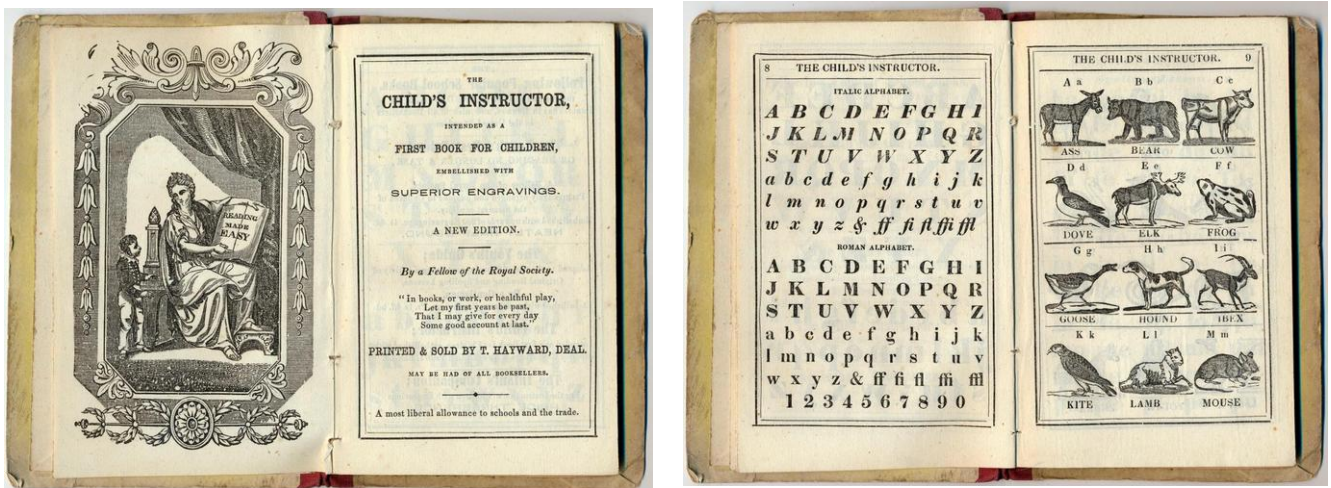 READING
MADE
EASY
THE
CHILD'S INSTRUCTOR,
INTENDED AS A
FIRST BOOK FOR CHILDREN,
EMBELLISHED WITH
SUPERIOR ENGRAVINGS.
A NEW EDITION.
By a Fellow of the Royal Society.
"In books, or work, or healthful play,
Let my first years be past,
That I may give for every day
Some good account at last."
PRINTED & SOLD BY T. HAYWARD, DEAL.
MAY BE HAD OF ALL BOOKSELLERS.
A most liberal allowance to schools and the trade.
8 THE CHILD'S INSTRUCTOR.
ITALIC ALPHABET.
A B C D E F G H I
J K L M N O P Q R
S T U V W X Y Z
a b c d e f g h i j k
l m n o p q r s t u v
w x y z & ff fi fl ffi ffl
ROMAN ALPHABET.
A B C D E F G H I
J K L M N O P Q R
S T U V W X Y Z
a b c d e f g h i j k
l m n o p q r s t u v
w x y z & ff fi fl ffi ffl
1 2 3 4 5 6 7 8 9 0
THE CHILD'S INSTRUCTOR. 9
A a B b C c
ASS BEAR COW
D d E e F f
DOVE ELK FROG
G g H h I i
GOOSE HOUND IBEX
K k L l M m
KITE LAMB MOUSE